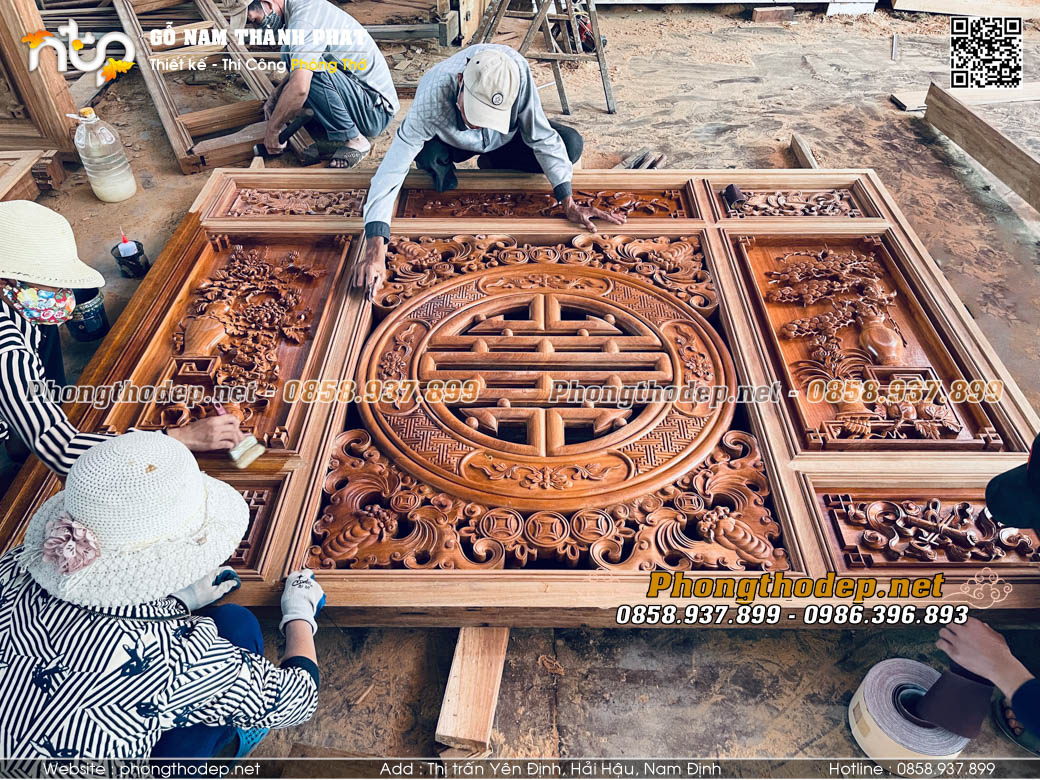 ntp
GỖ NAM THÀNH PHÁT
Thiết kế - Thi Công Phòng Thờ
Phongthodep.net - 0858.937.899
Phongthodep.net - 0858.937.899
Phongthodep.net
0858.937.899 - 0986.396.893
Website : phongthodep.net
Add : Thị trấn Yên Định, Hải Hậu, Nam Định
Hotline : 0858.937.899